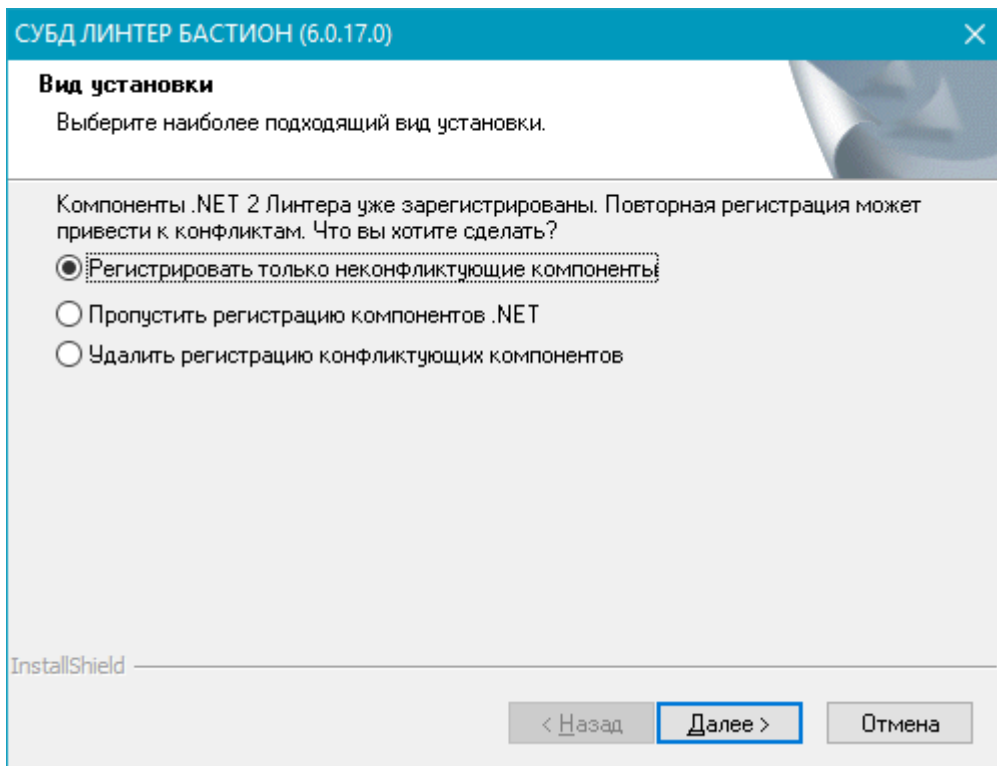 СУБД ЛИНТЕР БАСТИОН (6.0.17.0)
Вид установки
Выберите наиболее подходящий вид установки.
Компоненты .NET 2 Линтера уже зарегистрированы. Повторная регистрация может
привести к конфликтам. Что вы хотите сделать?
Регистрировать только неконфликтующие компоненты
Пропустить регистрацию компонентов .NET
Удалить регистрацию конфликтующих компонентов
InstallShield
< Назад
Далее >
Отмена